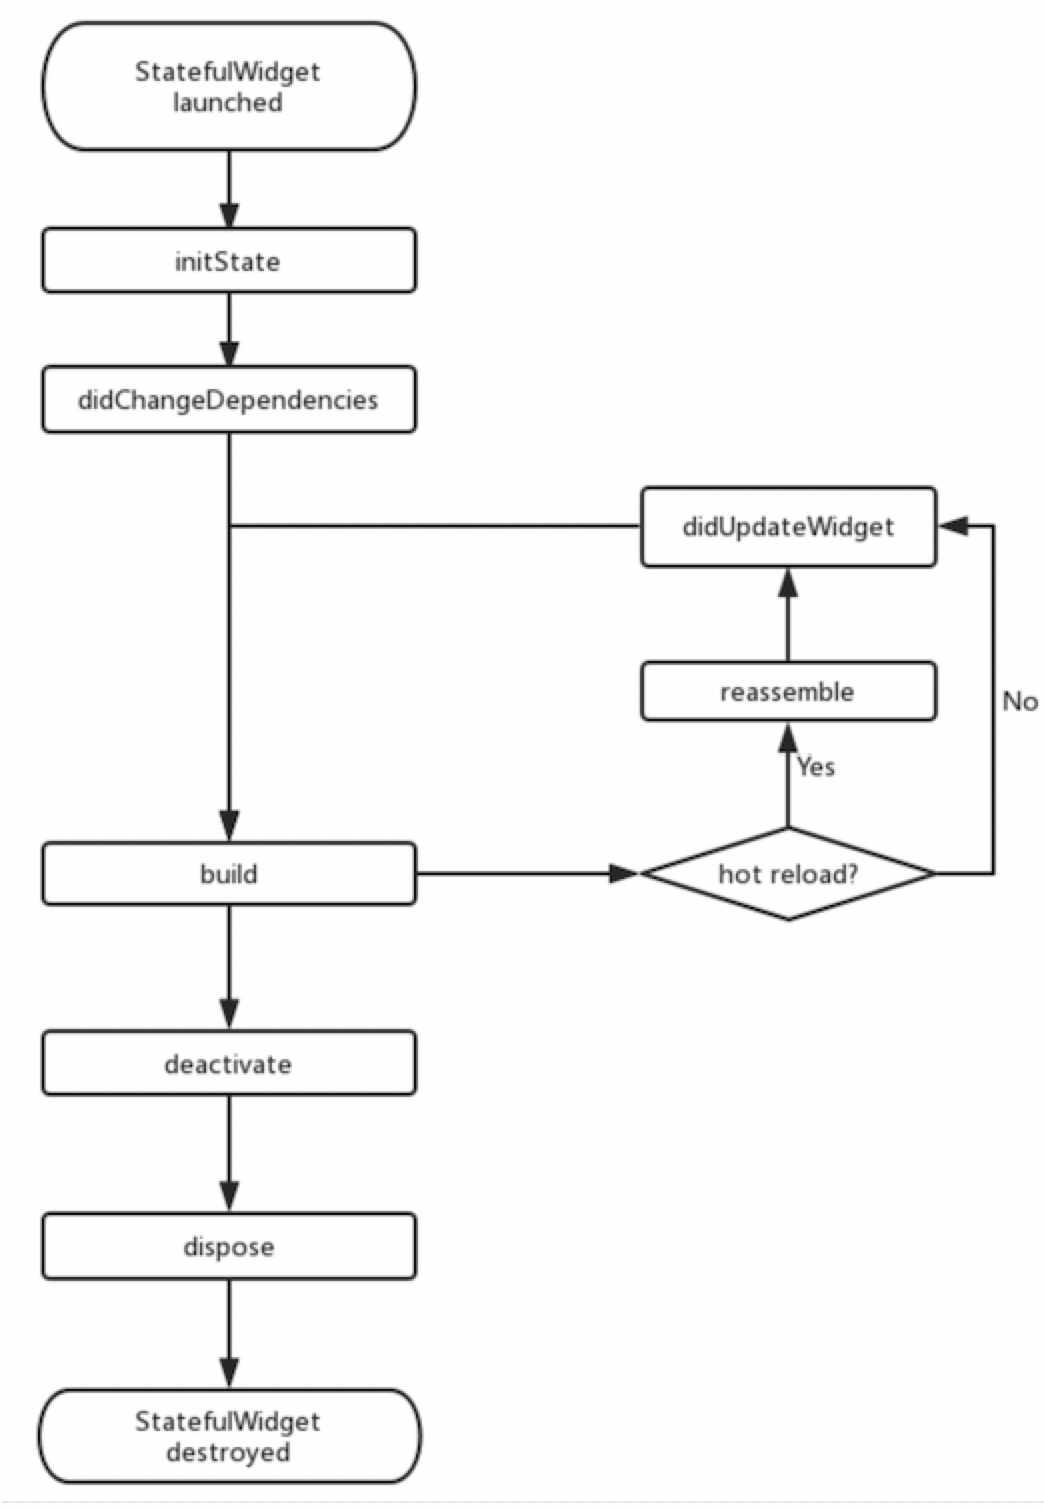 StatefulWidget
launched
initState
didChangeDependencies
didUpdateWidget
reassemble
No
Yes
build
hot reload?
deactivate
dispose
StatefulWidget
destroyed